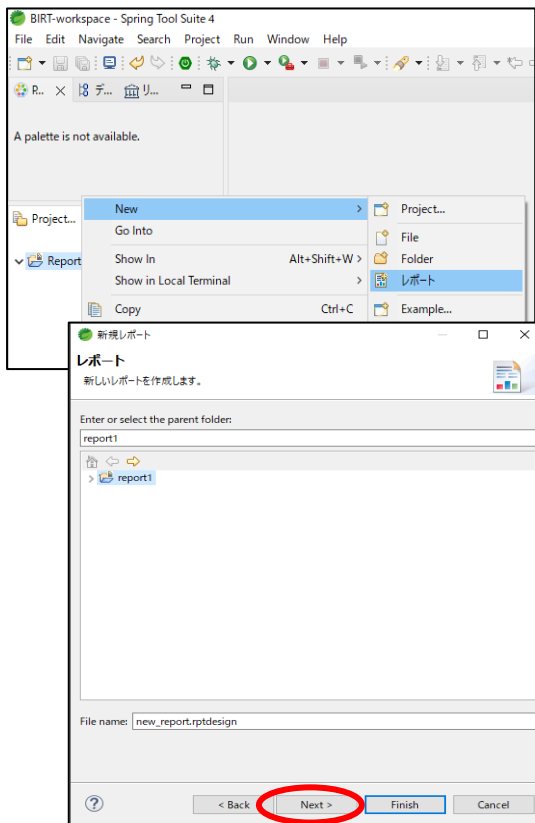 BIRT-workspace - Spring Tool Suite 4
File Edit Navigate Search Project Run Window Help
P... デ... リ...
A palette is not available.
Project...
Report
New > Project...
Go Into
File
Show In Alt+Shift+W > Folder
Show in Local Terminal > レポート
Copy Ctrl+C Example...
新規レポート
レポート
新しいレポートを作成します。
Enter or select the parent folder:
report1
> report1
File name: new_report.rptdesign
? < Back Next > Finish Cancel